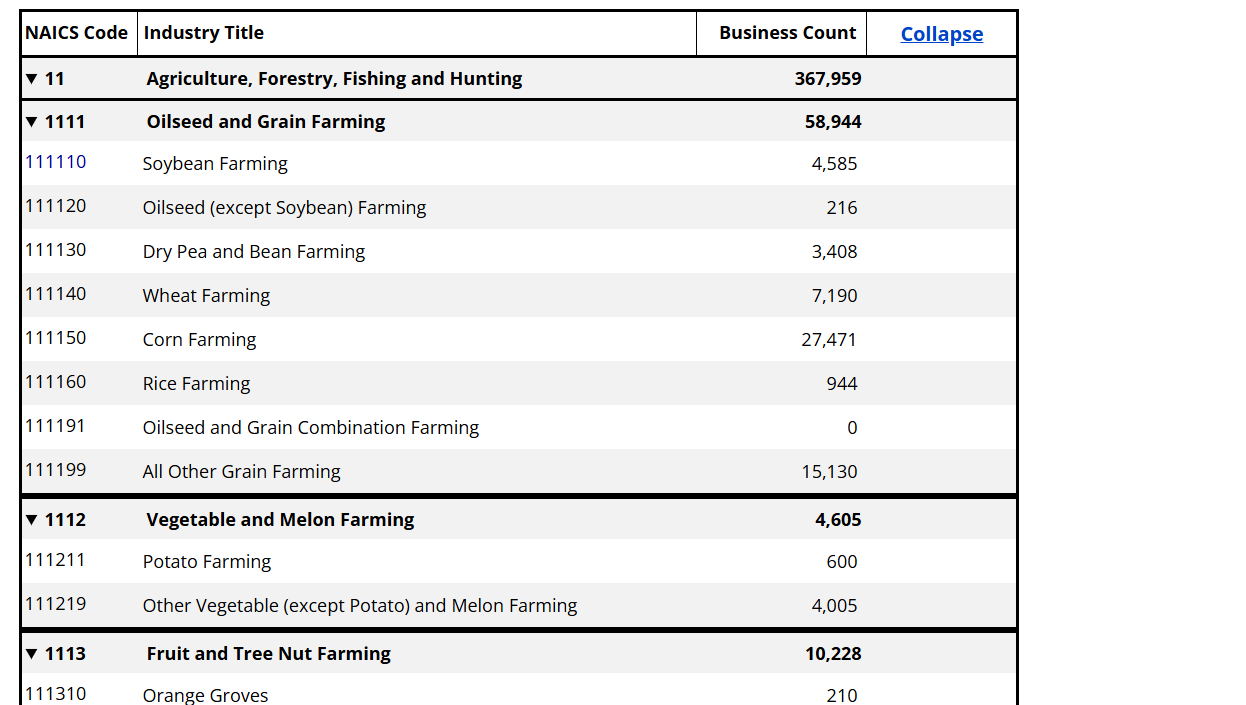 NAICS Code Industry Title Business Count Collapse
▼ 11 Agriculture, Forestry, Fishing and Hunting 367,959
▼ 1111 Oilseed and Grain Farming 58,944
111110 Soybean Farming 4,585
111120 Oilseed (except Soybean) Farming 216
111130 Dry Pea and Bean Farming 3,408
111140 Wheat Farming 7,190
111150 Corn Farming 27,471
111160 Rice Farming 944
111191 Oilseed and Grain Combination Farming 0
111199 All Other Grain Farming 15,130
▼ 1112 Vegetable and Melon Farming 4,605
111211 Potato Farming 600
111219 Other Vegetable (except Potato) and Melon Farming 4,005
▼ 1113 Fruit and Tree Nut Farming 10,228
111310 Orange Groves 210